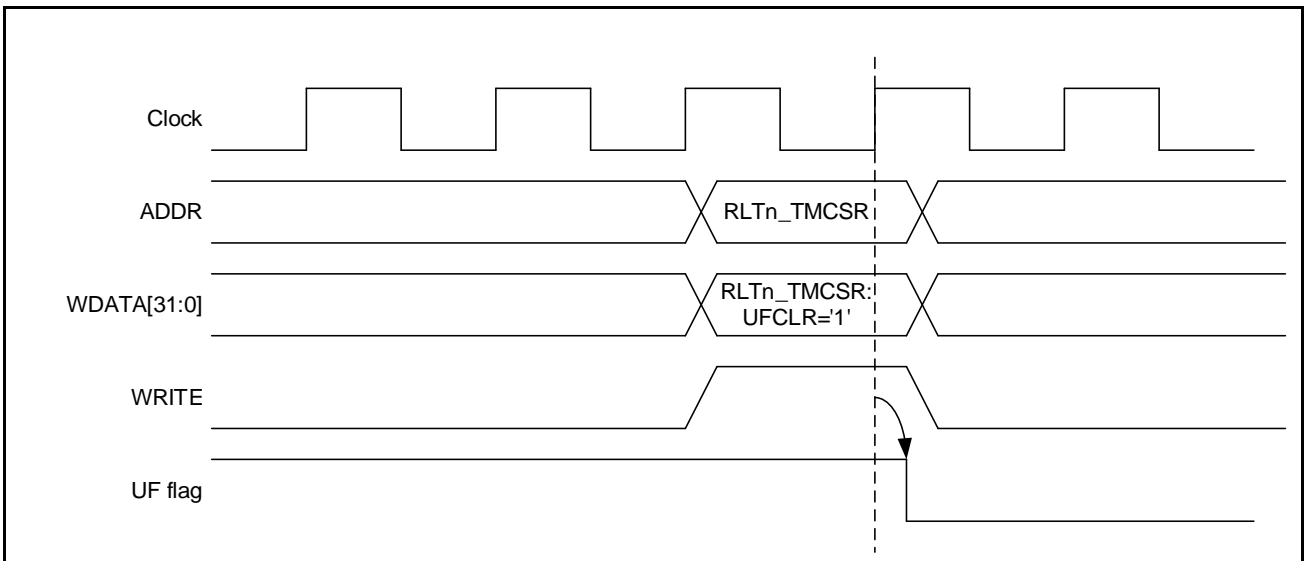 Clock
ADDR
RLTn_TMCSR
WDATA[31:0]
RLTn_TMCSR:
UFCLR='1'
WRITE
UF flag